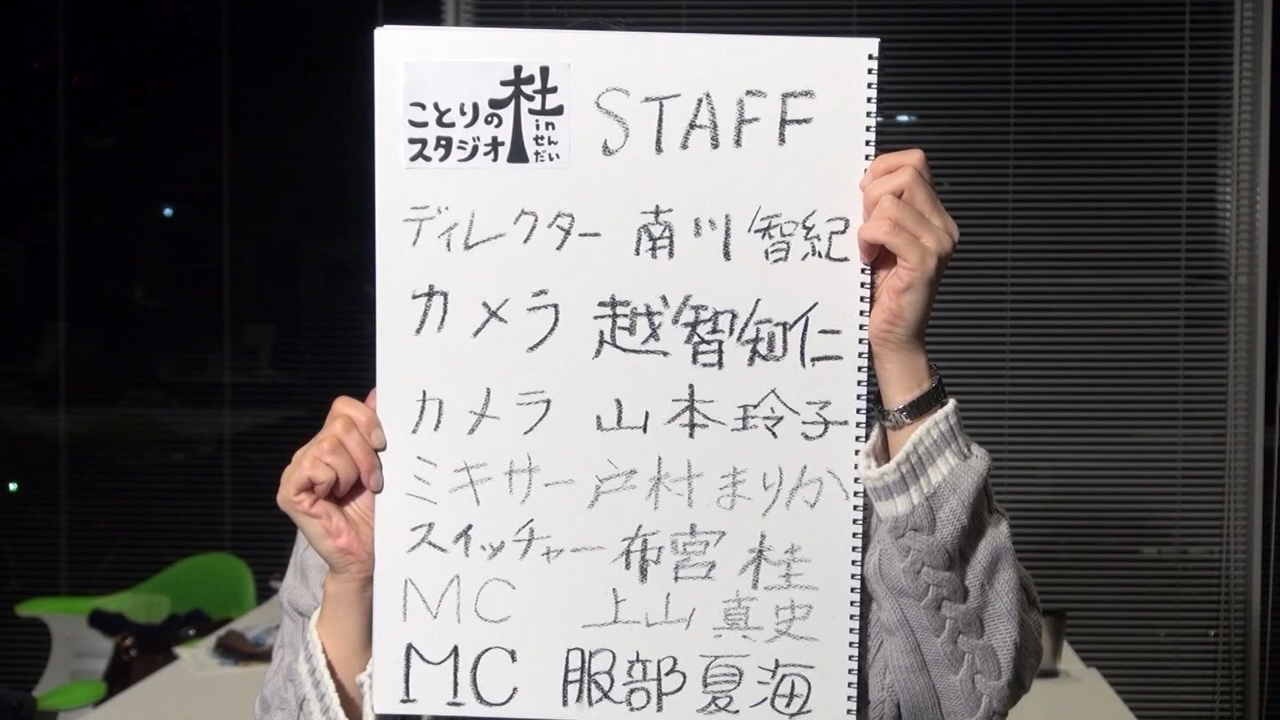 ことりの杜
スタジオ
in
せん
だい
STAFF
ディレクター 南川智紀
カメラ 越智知仁
カメラ 山本玲子
ミキサー 戸村まりか
スイッチャー 布宮 桂
MC 上山真史
MC 服部夏海